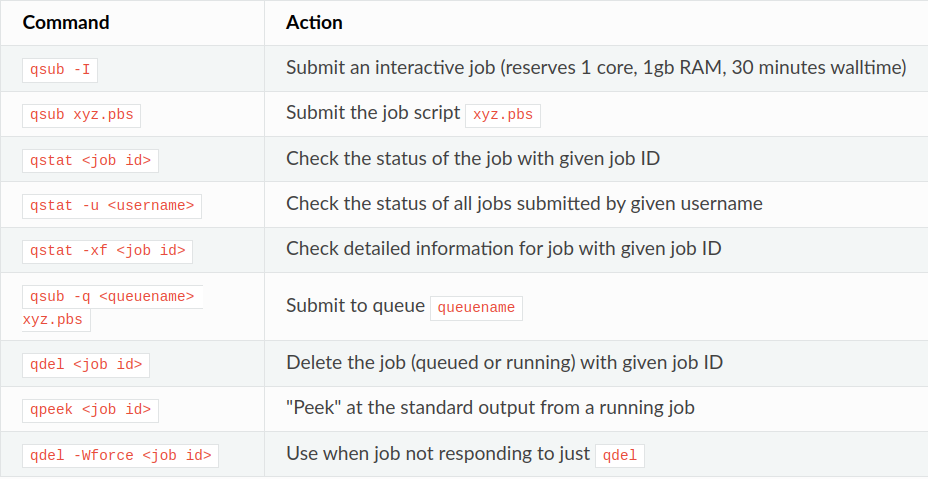 Command Action
qsub -I Submit an interactive job (reserves 1 core, 1gb RAM, 30 minutes walltime)
qsub xyz.pbs Submit the job script xyz.pbs
qstat <job id> Check the status of the job with given job ID
qstat -u <username> Check the status of all jobs submitted by given username
qstat -xf <job id> Check detailed information for job with given job ID
qsub -q <queuename>
xyz.pbs
Submit to queue queuename
qdel <job id> Delete the job (queued or running) with given job ID
qpeek <job id> "Peek" at the standard output from a running job
qdel -Wforce <job id> Use when job not responding to just qdel